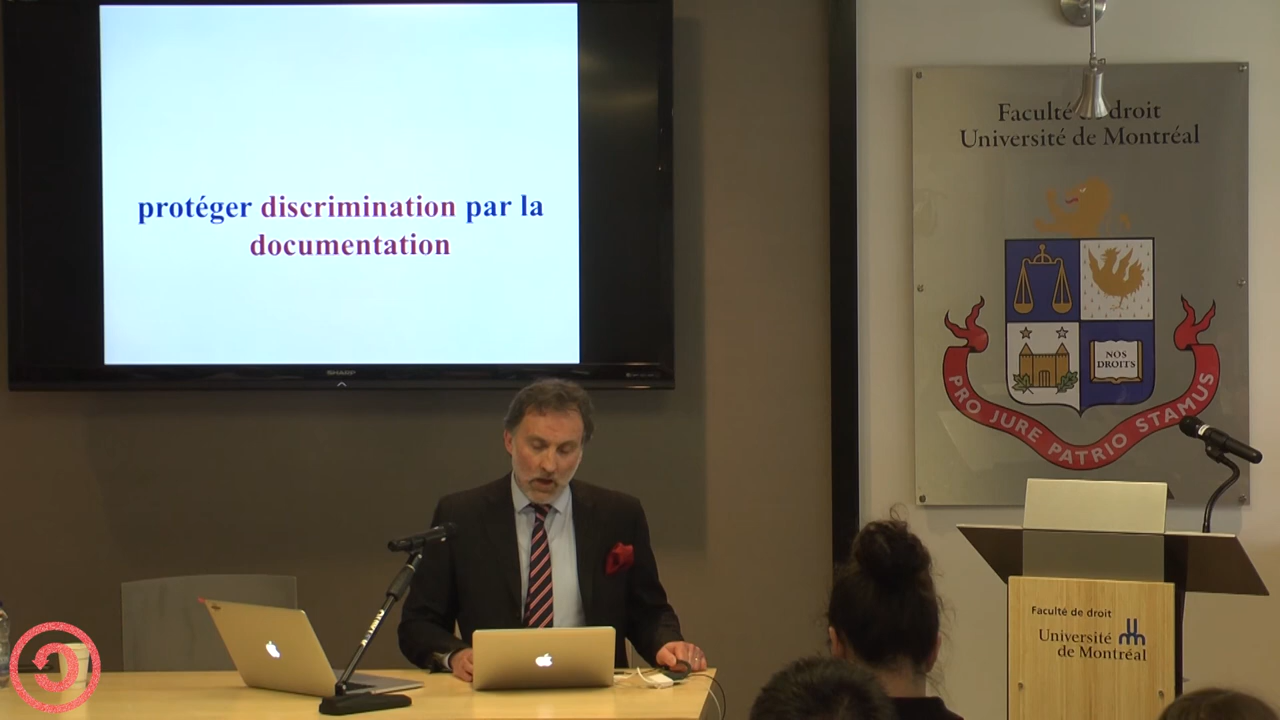 protéger discrimination par la
documentation
SHARP
Faculté de droit
Université de Montréal
NOS
DROITS
PRO JURE PATRIO STAMUS
Faculté de droit
Université
de Montréal